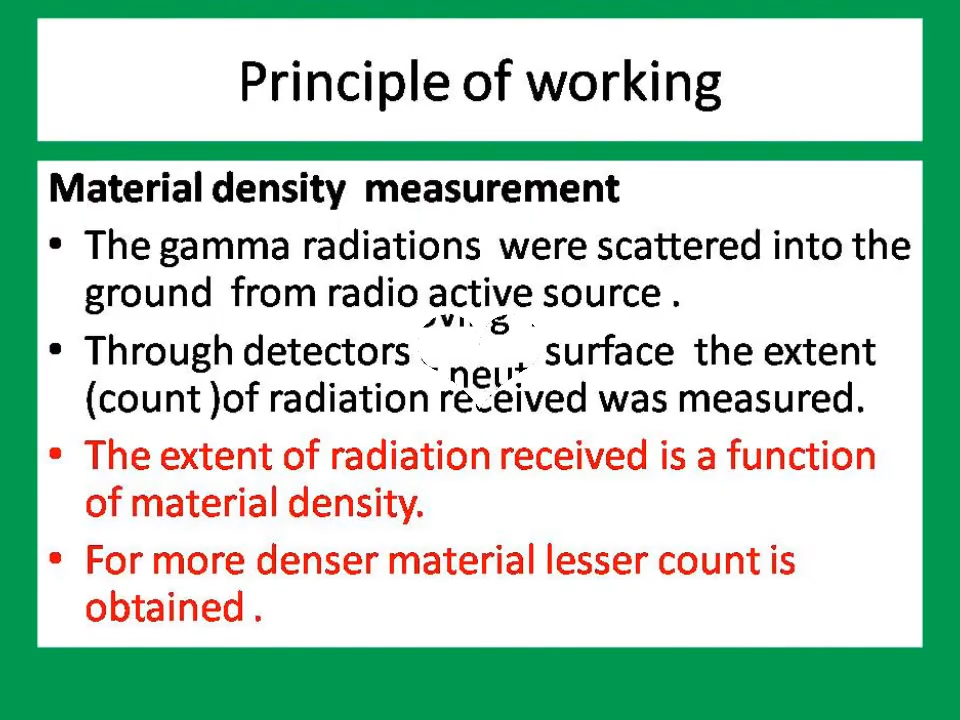 Principle of working
Material density measurement
• The gamma radiations were scattered into the
ground from radio active source .
• Through detectors surface the extent
(count )of radiation received was measured.
• The extent of radiation received is a function
of material density.
• For more denser material lesser count is
obtained .